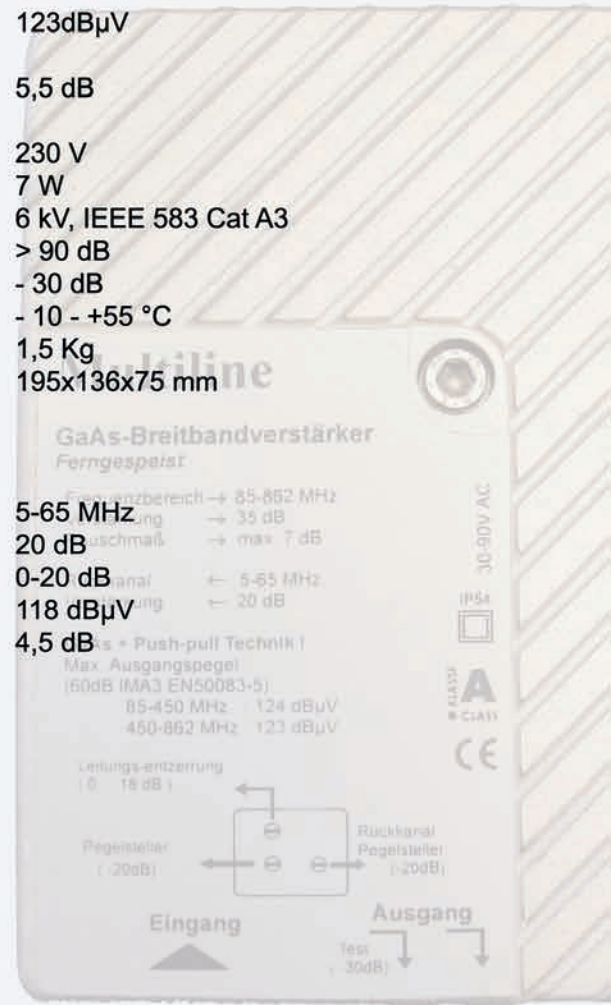 123dBµV
5,5 dB
230 V
7 W
6 kV, IEEE 583 Cat A3
> 90 dB
- 30 dB
- 10 - +55 °C
1,5 Kg
195x136x75 mm
Multiline
GaAs-Breitbandverstärker
Ferngespeist
Frequenzbereich → 85-862 MHz
5-65 MHz
→ 35 dB
20 dB
→ max. 7 dB
0-20 dB
← 5-65 MHz
118 dBµV
← 20 dB
4,5 dB
+ Push-pull Technik !
Max. Ausgangspegel
(60dB IMA3 EN50083-5)
85-450 MHz 124 dBµV
450-862 MHz 123 dBµV
30-90V AC
IP54
KLASSE
A
CLASS
CE
Leitungs-entzerrung
( 0 18 dB )
Pegelsteller
( -20dB)
Rückkanal
Pegelsteller
( -20dB)
Eingang
Ausgang
Test
( 30dB)